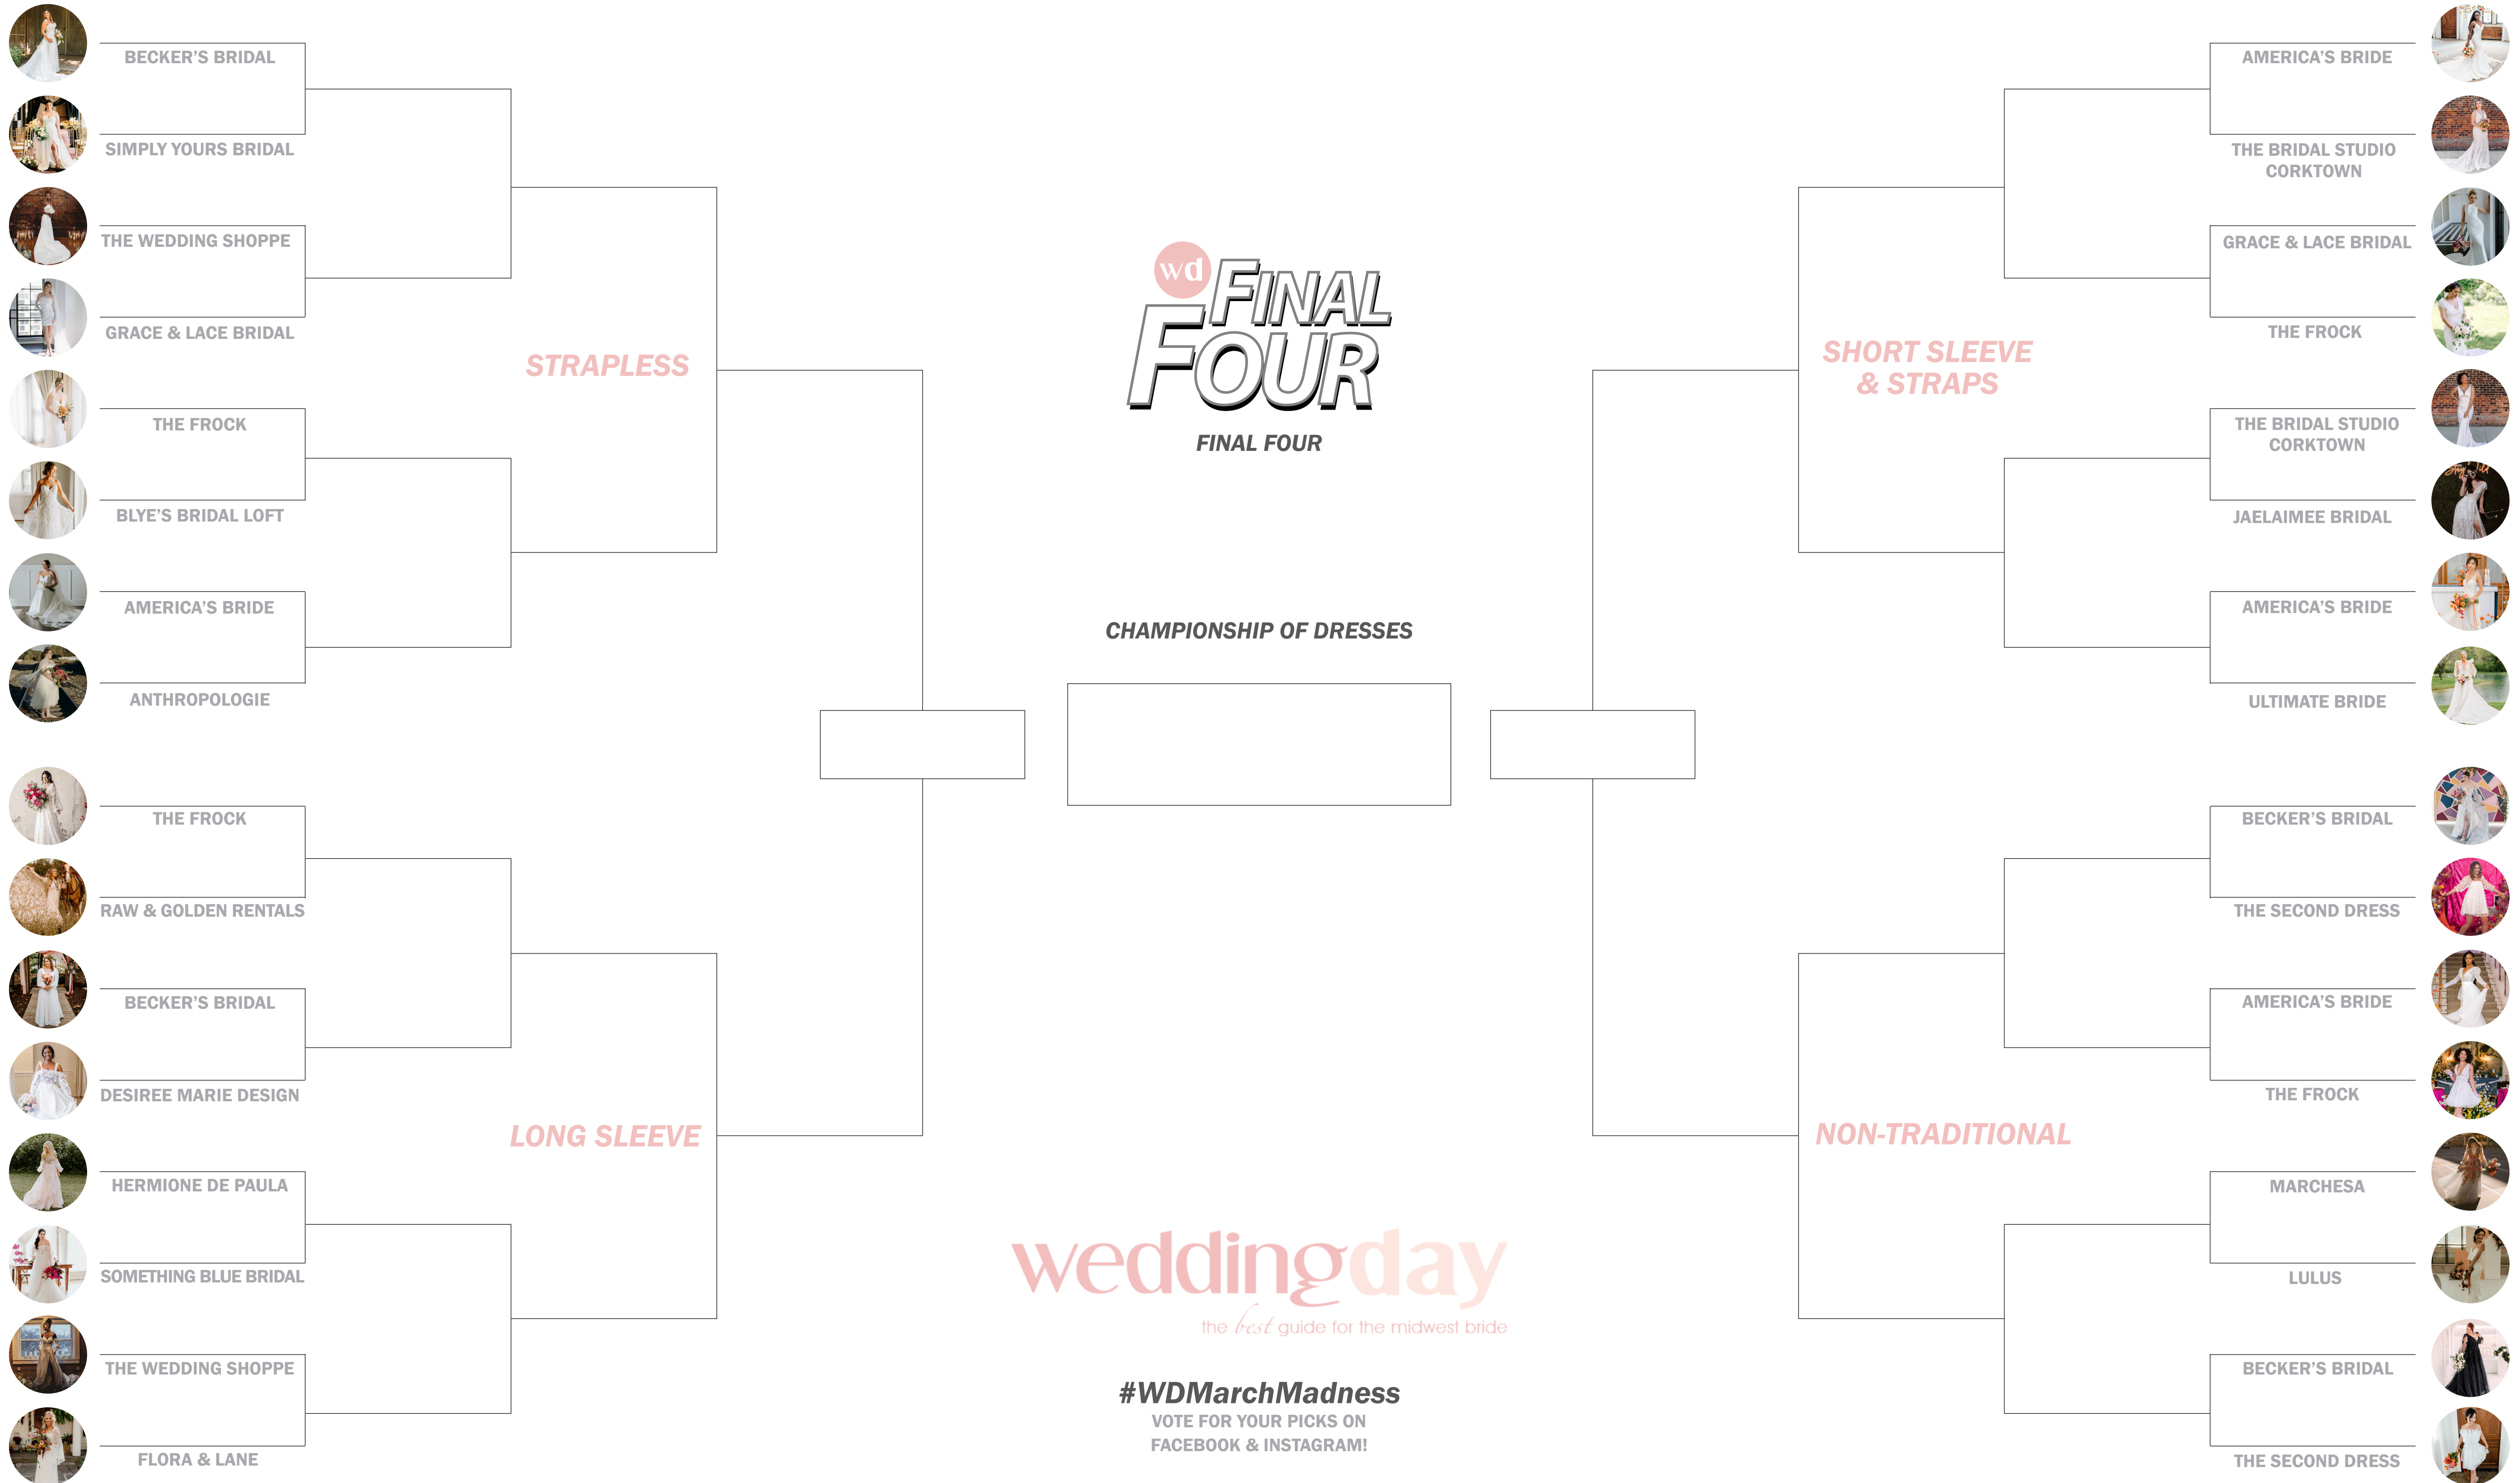 BECKER'S BRIDAL
SIMPLY YOURS BRIDAL
THE WEDDING SHOPPE
GRACE & LACE BRIDAL
STRAPLESS
THE FROCK
BLYE'S BRIDAL LOFT
AMERICA'S BRIDE
ANTHROPOLOGIE
THE FROCK
RAW & GOLDEN RENTALS
BECKER'S BRIDAL
DESIREE MARIE DESIGN
LONG SLEEVE
HERMIONE DE PAULA
SOMETHING BLUE BRIDAL
THE WEDDING SHOPPE
FLORA & LANE
wd
FINAL
FOUR
FINAL FOUR
CHAMPIONSHIP OF DRESSES
weddingday
the best guide for the midwest bride
#WDMarchMadness
VOTE FOR YOUR PICKS ON
FACEBOOK & INSTAGRAM!
AMERICA'S BRIDE
THE BRIDAL STUDIO
CORKTOWN
GRACE & LACE BRIDAL
THE FROCK
SHORT SLEEVE
& STRAPS
THE BRIDAL STUDIO
CORKTOWN
JAELAIMEE BRIDAL
AMERICA'S BRIDE
ULTIMATE BRIDE
BECKER'S BRIDAL
THE SECOND DRESS
AMERICA'S BRIDE
THE FROCK
NON-TRADITIONAL
MARCHESA
LULUS
BECKER'S BRIDAL
THE SECOND DRESS